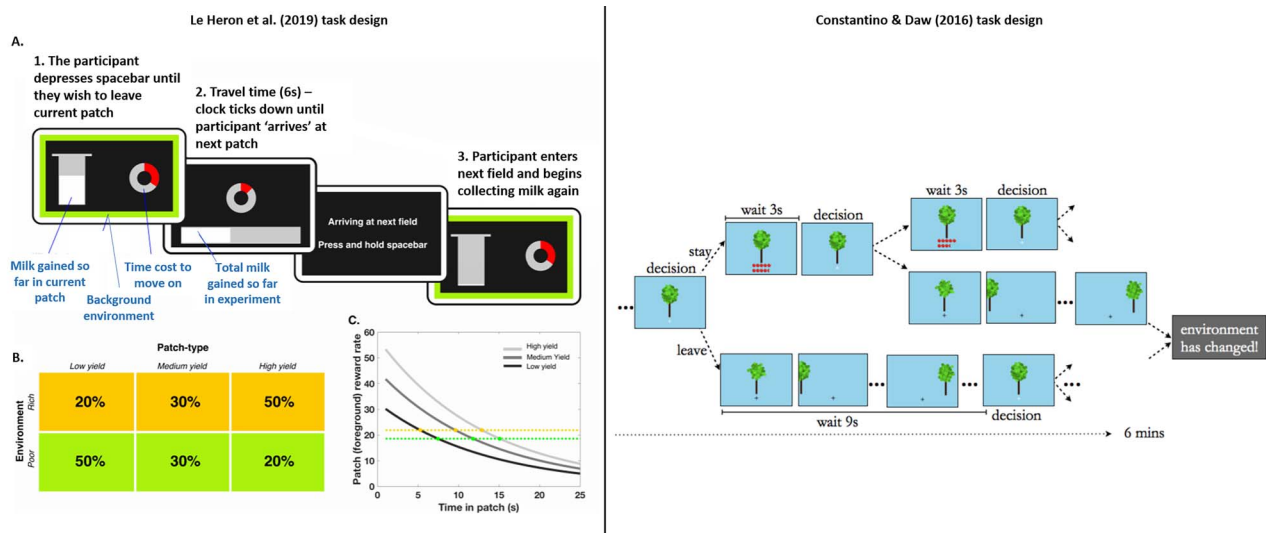 Le Heron et al. (2019) task design
A.
1. The participant
depresses spacebar until
they wish to leave
current patch
2. Travel time (6s) –
clock ticks down until
participant 'arrives' at
next patch
3. Participant enters
next field and begins
collecting milk again
Arriving at next field
Press and hold spacebar
Milk gained so
far in current
patch
Time cost to
move on
Background
environment
Total milk
gained so far
in experiment
B.
Patch-type
Low yield Medium yield High yield
Environment
Rich
20% 30% 50%
Poor
50% 30% 20%
C.
Patch (foreground) reward rate
60
50
40
30
20
10
0
High yield
Medium Yield
Low yield
0 5 10 15 20 25
Time in patch (s)
Constantino & Daw (2016) task design
decision
stay
leave
wait 3s
decision
wait 3s
decision
wait 9s
decision
environment
has changed!
6 mins